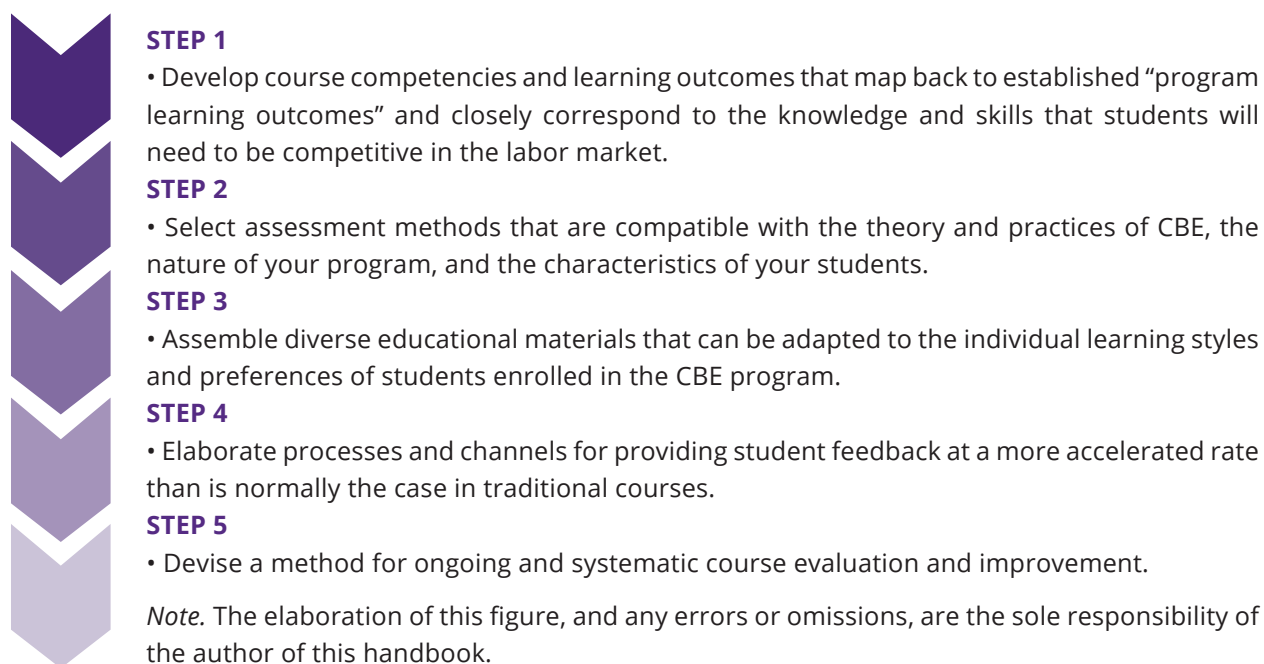 STEP 1
• Develop course competencies and learning outcomes that map back to established “program
learning outcomes” and closely correspond to the knowledge and skills that students will
need to be competitive in the labor market.
STEP 2
• Select assessment methods that are compatible with the theory and practices of CBE, the
nature of your program, and the characteristics of your students.
STEP 3
• Assemble diverse educational materials that can be adapted to the individual learning styles
and preferences of students enrolled in the CBE program.
STEP 4
• Elaborate processes and channels for providing student feedback at a more accelerated rate
than is normally the case in traditional courses.
STEP 5
• Devise a method for ongoing and systematic course evaluation and improvement.
Note. The elaboration of this figure, and any errors or omissions, are the sole responsibility of
the author of this handbook.